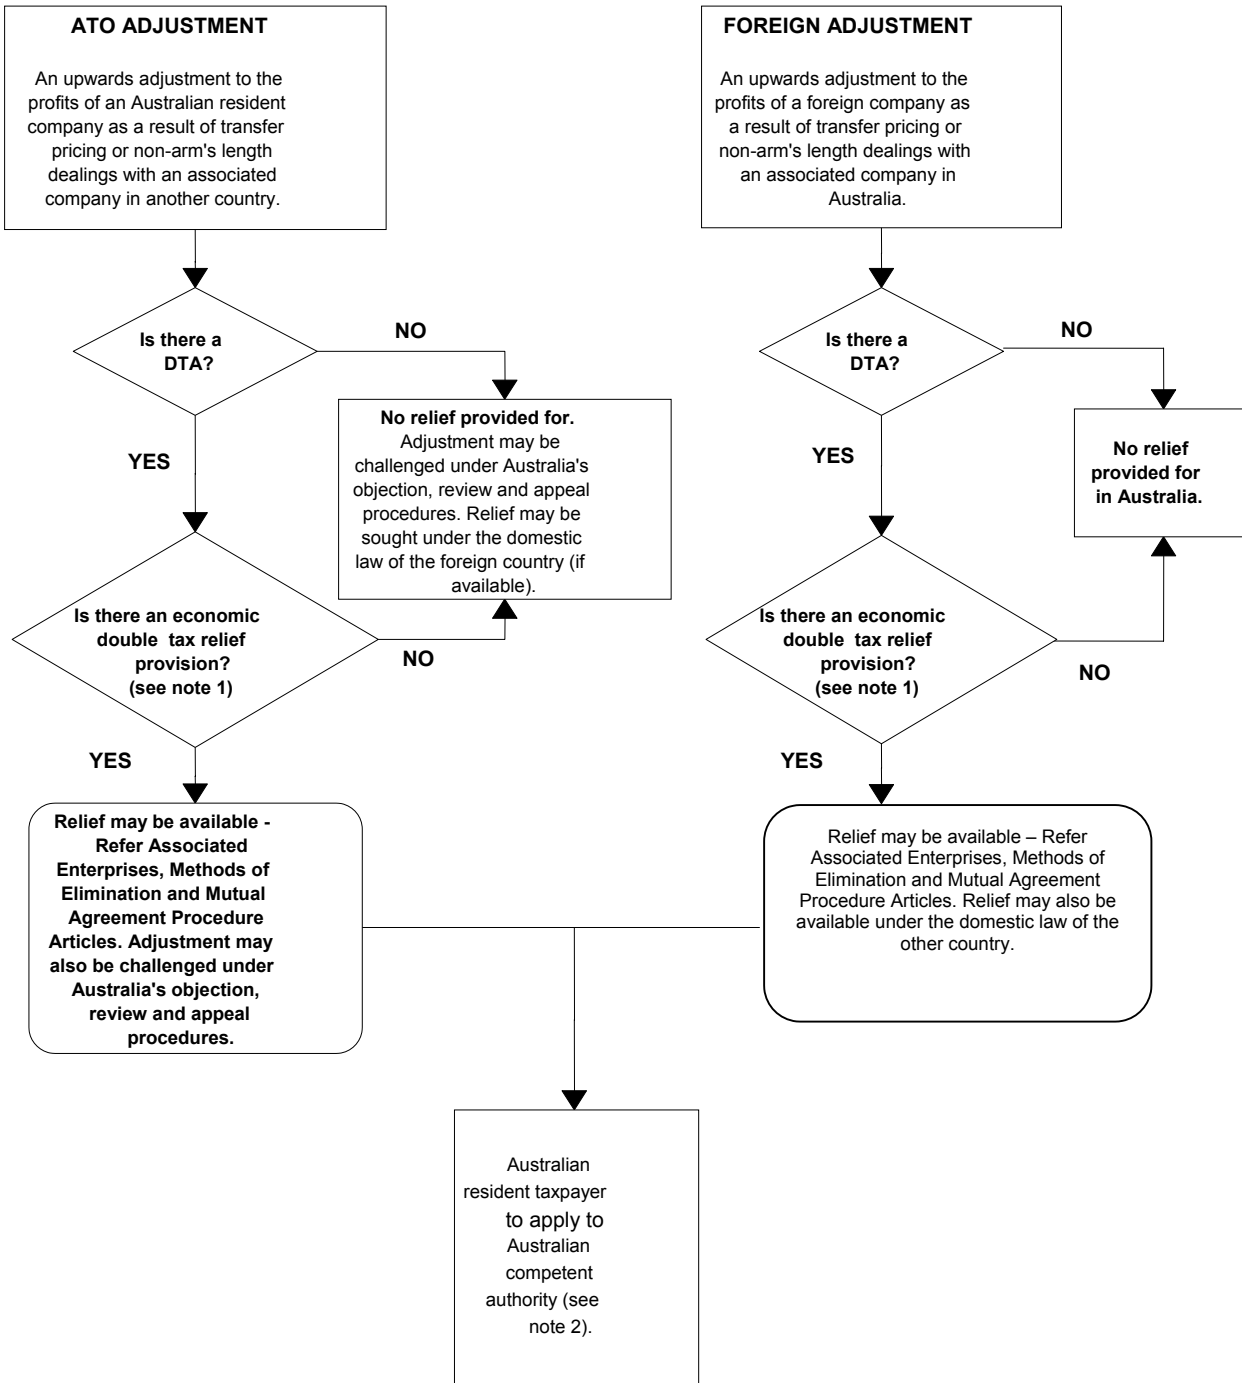 ATO ADJUSTMENT
An upwards adjustment to the
profits of an Australian resident
company as a result of transfer
pricing or non-arm's length
dealings with an associated
company in another country.
FOREIGN ADJUSTMENT
An upwards adjustment to the
profits of a foreign company as
a result of transfer pricing or
non-arm's length dealings with
an associated company in
Australia.
Is there a
DTA?
NO
YES
No relief provided for.
Adjustment may be
challenged under Australia's
objection, review and appeal
procedures. Relief may be
sought under the domestic
law of the foreign country (if
available).
Is there a
DTA?
NO
YES
No relief
provided for
in Australia.
Is there an economic
double tax relief
provision?
(see note 1)
NO
YES
Is there an economic
double tax relief
provision?
(see note 1)
NO
YES
Relief may be available -
Refer Associated
Enterprises, Methods of
Elimination and Mutual
Agreement Procedure
Articles. Adjustment may
also be challenged under
Australia's objection,
review and appeal
procedures.
Relief may be available – Refer
Associated Enterprises, Methods of
Elimination and Mutual Agreement
Procedure Articles. Relief may also be
available under the domestic law of the
other country.
Australian
resident taxpayer
to apply to
Australian
competent
authority (see
note 2).